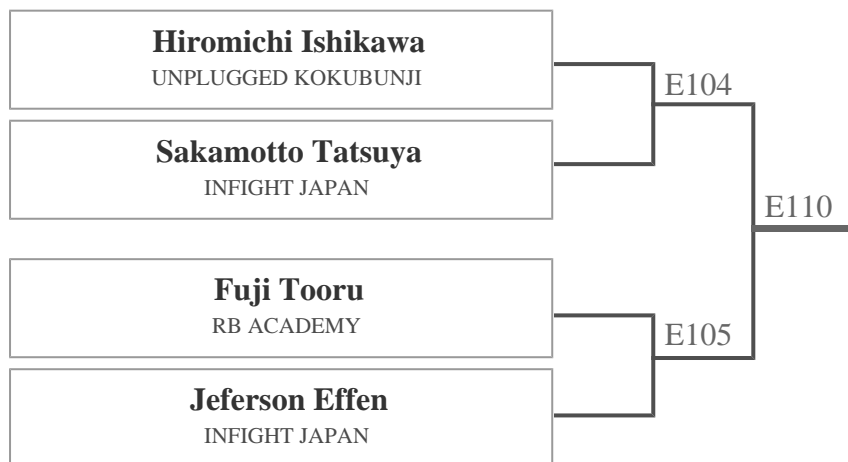 Hiromichi Ishikawa
UNPLUGGED KOKUBUNJI
E104
Sakamotto Tatsuya
INFIGHT JAPAN
E110
Fuji Tooru
RB ACADEMY
E105
Jeferson Effen
INFIGHT JAPAN